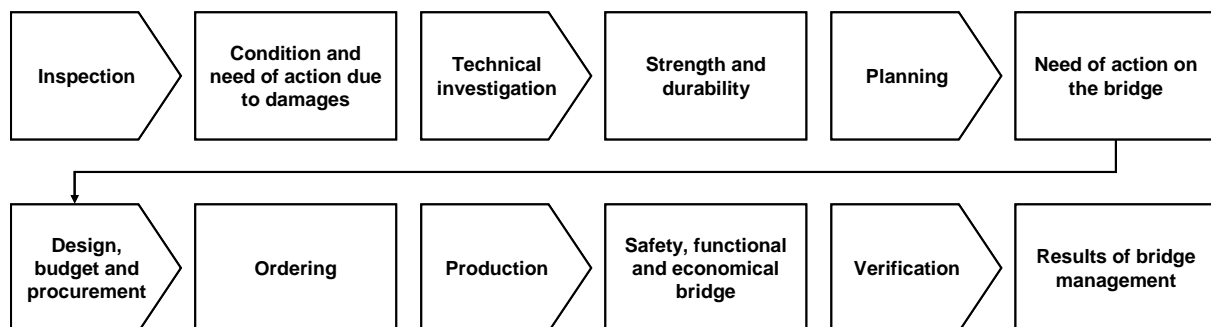 Inspection
Condition and
need of action due
to damages
Technical
investigation
Strength and
durability
Planning
Need of action on
the bridge
Design,
budget and
procurement
Ordering
Production
Safety, functional
and economical
bridge
Verification
Results of bridge
management